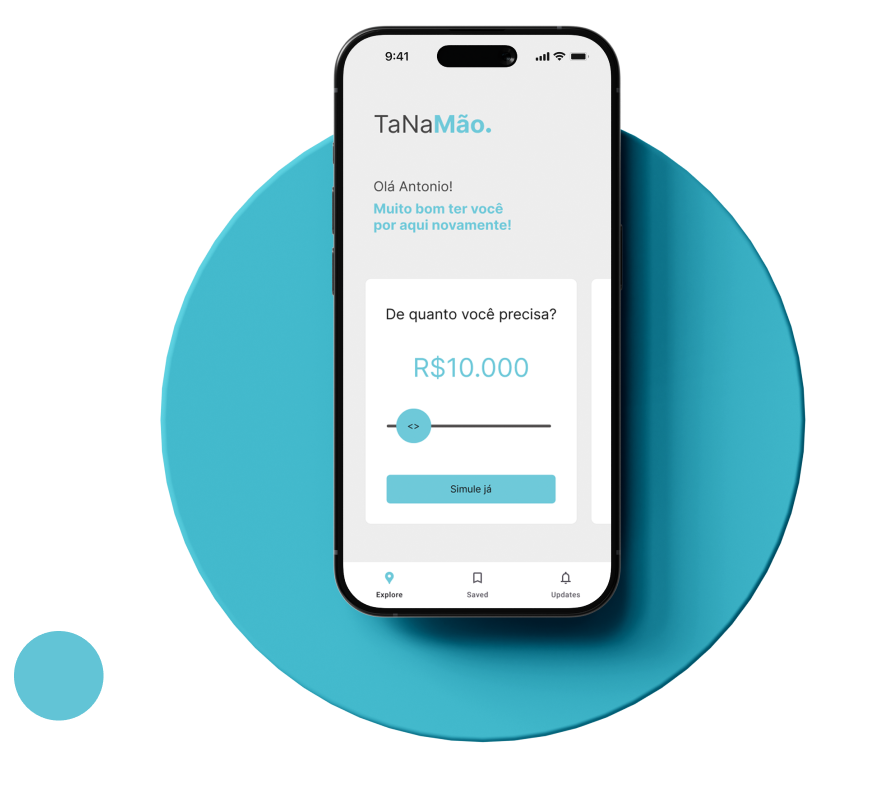 9:41
TaNaMão.
Olá Antonio!
Muito bom ter você
por aqui novamente!
De quanto você precisa?
R$10.000
<>
Simule já
Explore
Saved
Updates